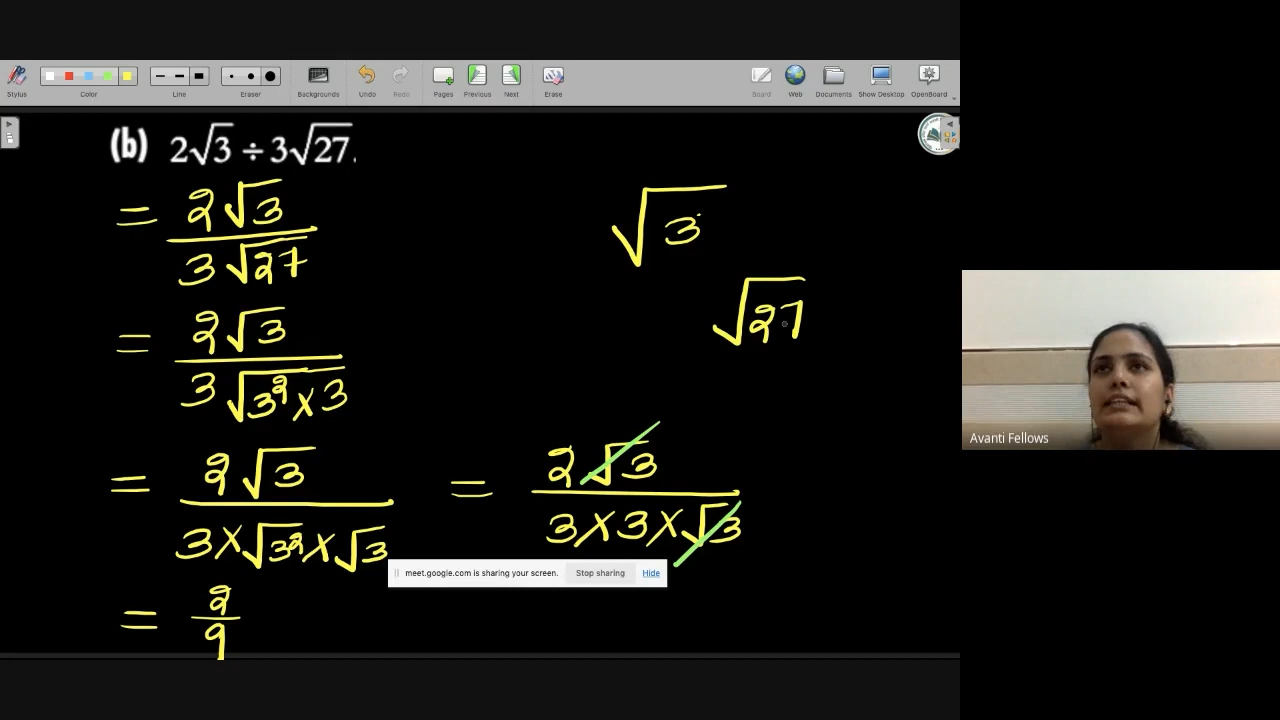 Stylus Color Line Eraser Backgrounds Undo Redo Pages Previous Next Erase Board Web Documents Show Desktop OpenBoard
(b) 2√3 ÷ 3√27.
= 2√3 / 3√27
√3
√27
= 2√3 / 3√(3² × 3)
= 2√3 / 3×√3²×√3 = 2√3 / 3×3×√3
= 2/9
meet.google.com is sharing your screen. Stop sharing Hide
Avanti Fellows